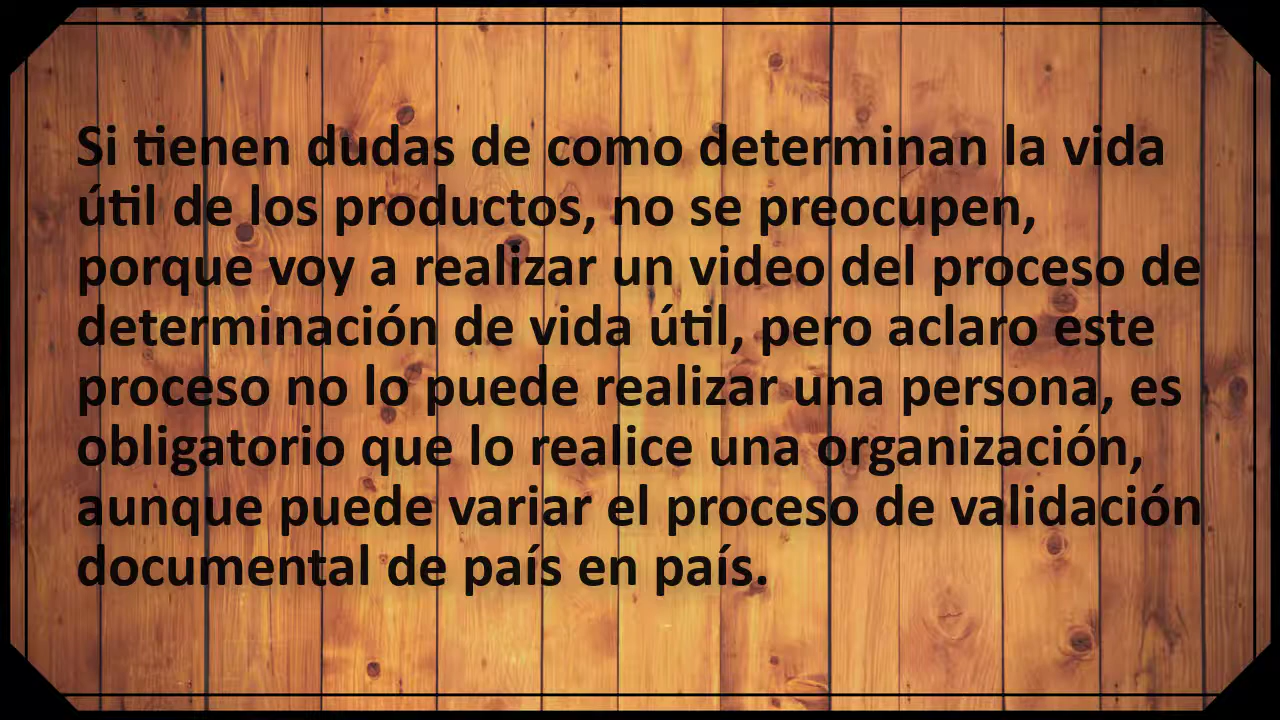 Si tienen dudas de como determinan la vida
útil de los productos, no se preocupen,
porque voy a realizar un video del proceso de
determinación de vida útil, pero aclaro este
proceso no lo puede realizar una persona, es
obligatorio que lo realice una organización,
aunque puede variar el proceso de validación
documental de país en país.